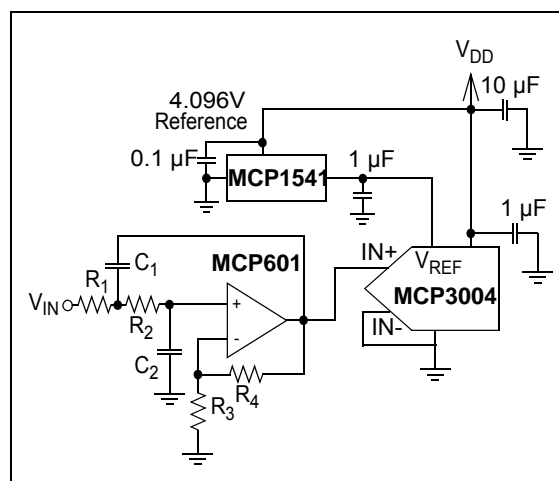 V_DD
10 µF
4.096V
Reference
0.1 µF
1 µF
MCP1541
1 µF
V_REF
C_1
MCP601
IN+
R_1
MCP3004
V_IN
R_2
+
-
IN-
C_2
R_4
R_3